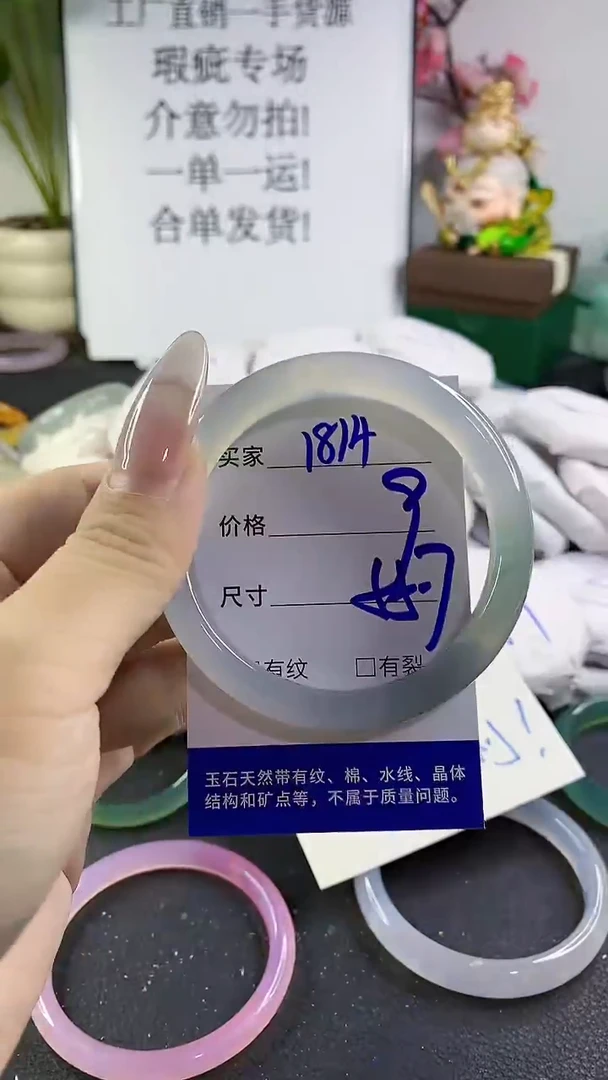 工厂直销一手货源
瑕疵专场
介意勿拍!
一单一运!
合单发货!
买家 1814
价格
尺寸
有纹 □有裂
玉石天然带有纹、棉、水线、晶体
结构和矿点等，不属于质量问题。